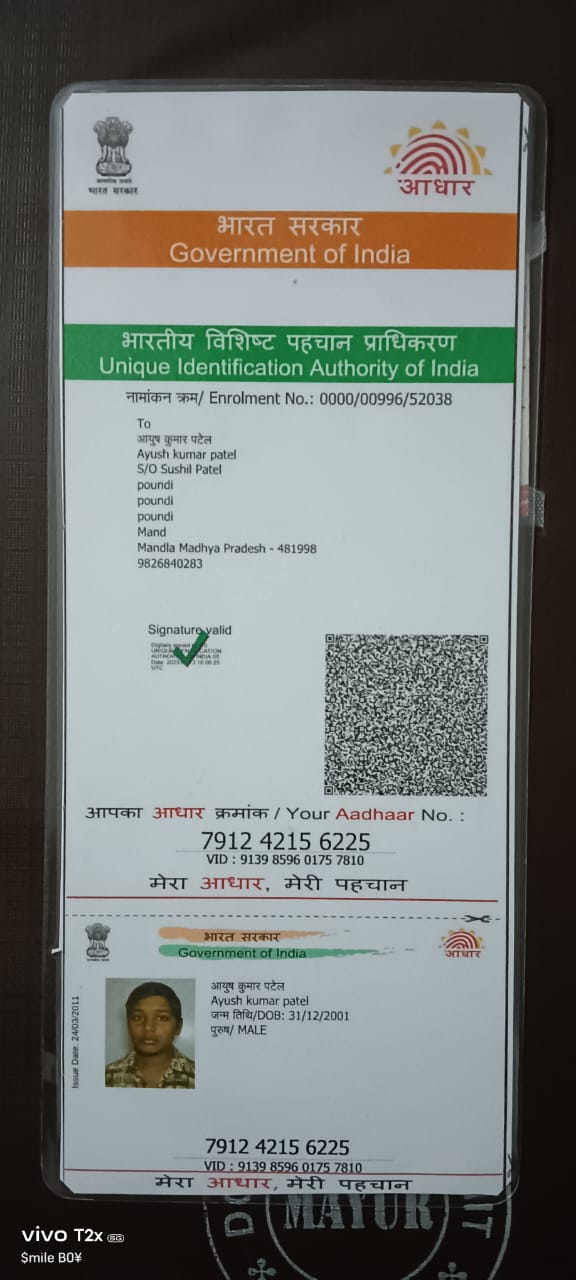 भारत सरकार
आधार
भारत सरकार
Government of India
भारतीय विशिष्ट पहचान प्राधिकरण
Unique Identification Authority of India
नामांकन क्रम/ Enrolment No.: 0000/00996/52038
To
आयुष कुमार पटेल
Ayush kumar patel
S/O Sushil Patel
poundi
poundi
poundi
Mand
Mandla Madhya Pradesh - 481998
9826840283
Signature valid
UTC
आपका आधार क्रमांक / Your Aadhaar No. :
7912 4215 6225
VID : 9139 8596 0175 7810
मेरा आधार, मेरी पहचान
भारत सरकार
Government of India
आधार
Issue Date: 24/03/2011
आयुष कुमार पटेल
Ayush kumar patel
जन्म तिथि/DOB: 31/12/2001
पुरुष/ MALE
7912 4215 6225
VID : 9139 8596 0175 7810
मेरा आधार, मेरी पहचान
MAYUR
vivo T2x 5G
$mile B0¥